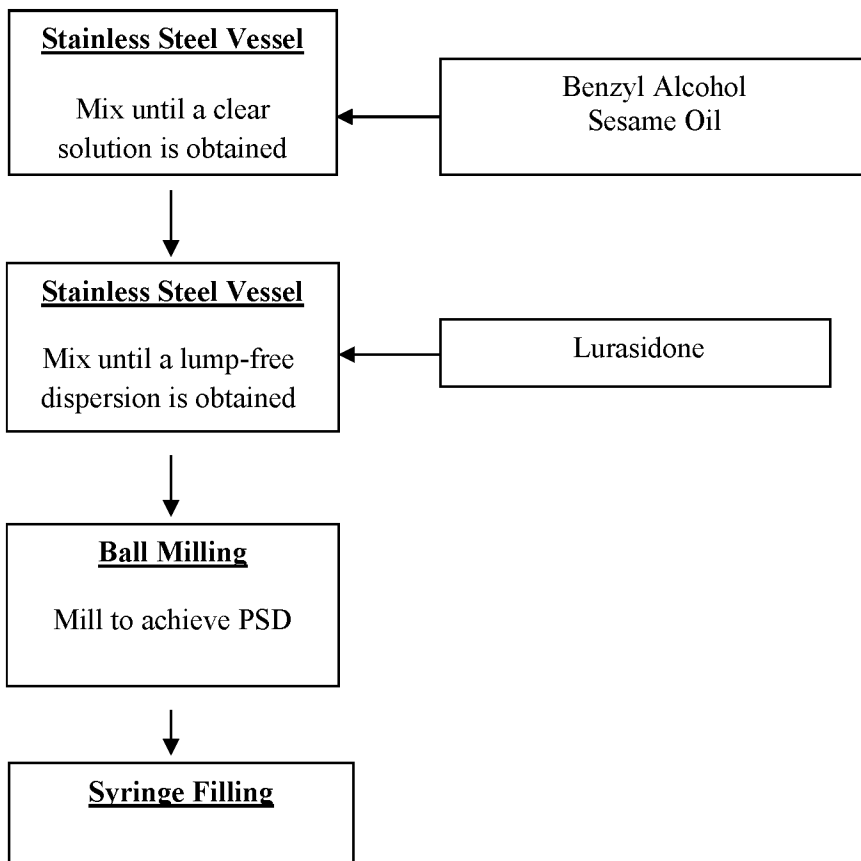 Stainless Steel Vessel
Mix until a clear
solution is obtained
Benzyl Alcohol
Sesame Oil
Stainless Steel Vessel
Mix until a lump-free
dispersion is obtained
Lurasidone
Ball Milling
Mill to achieve PSD
Syringe Filling